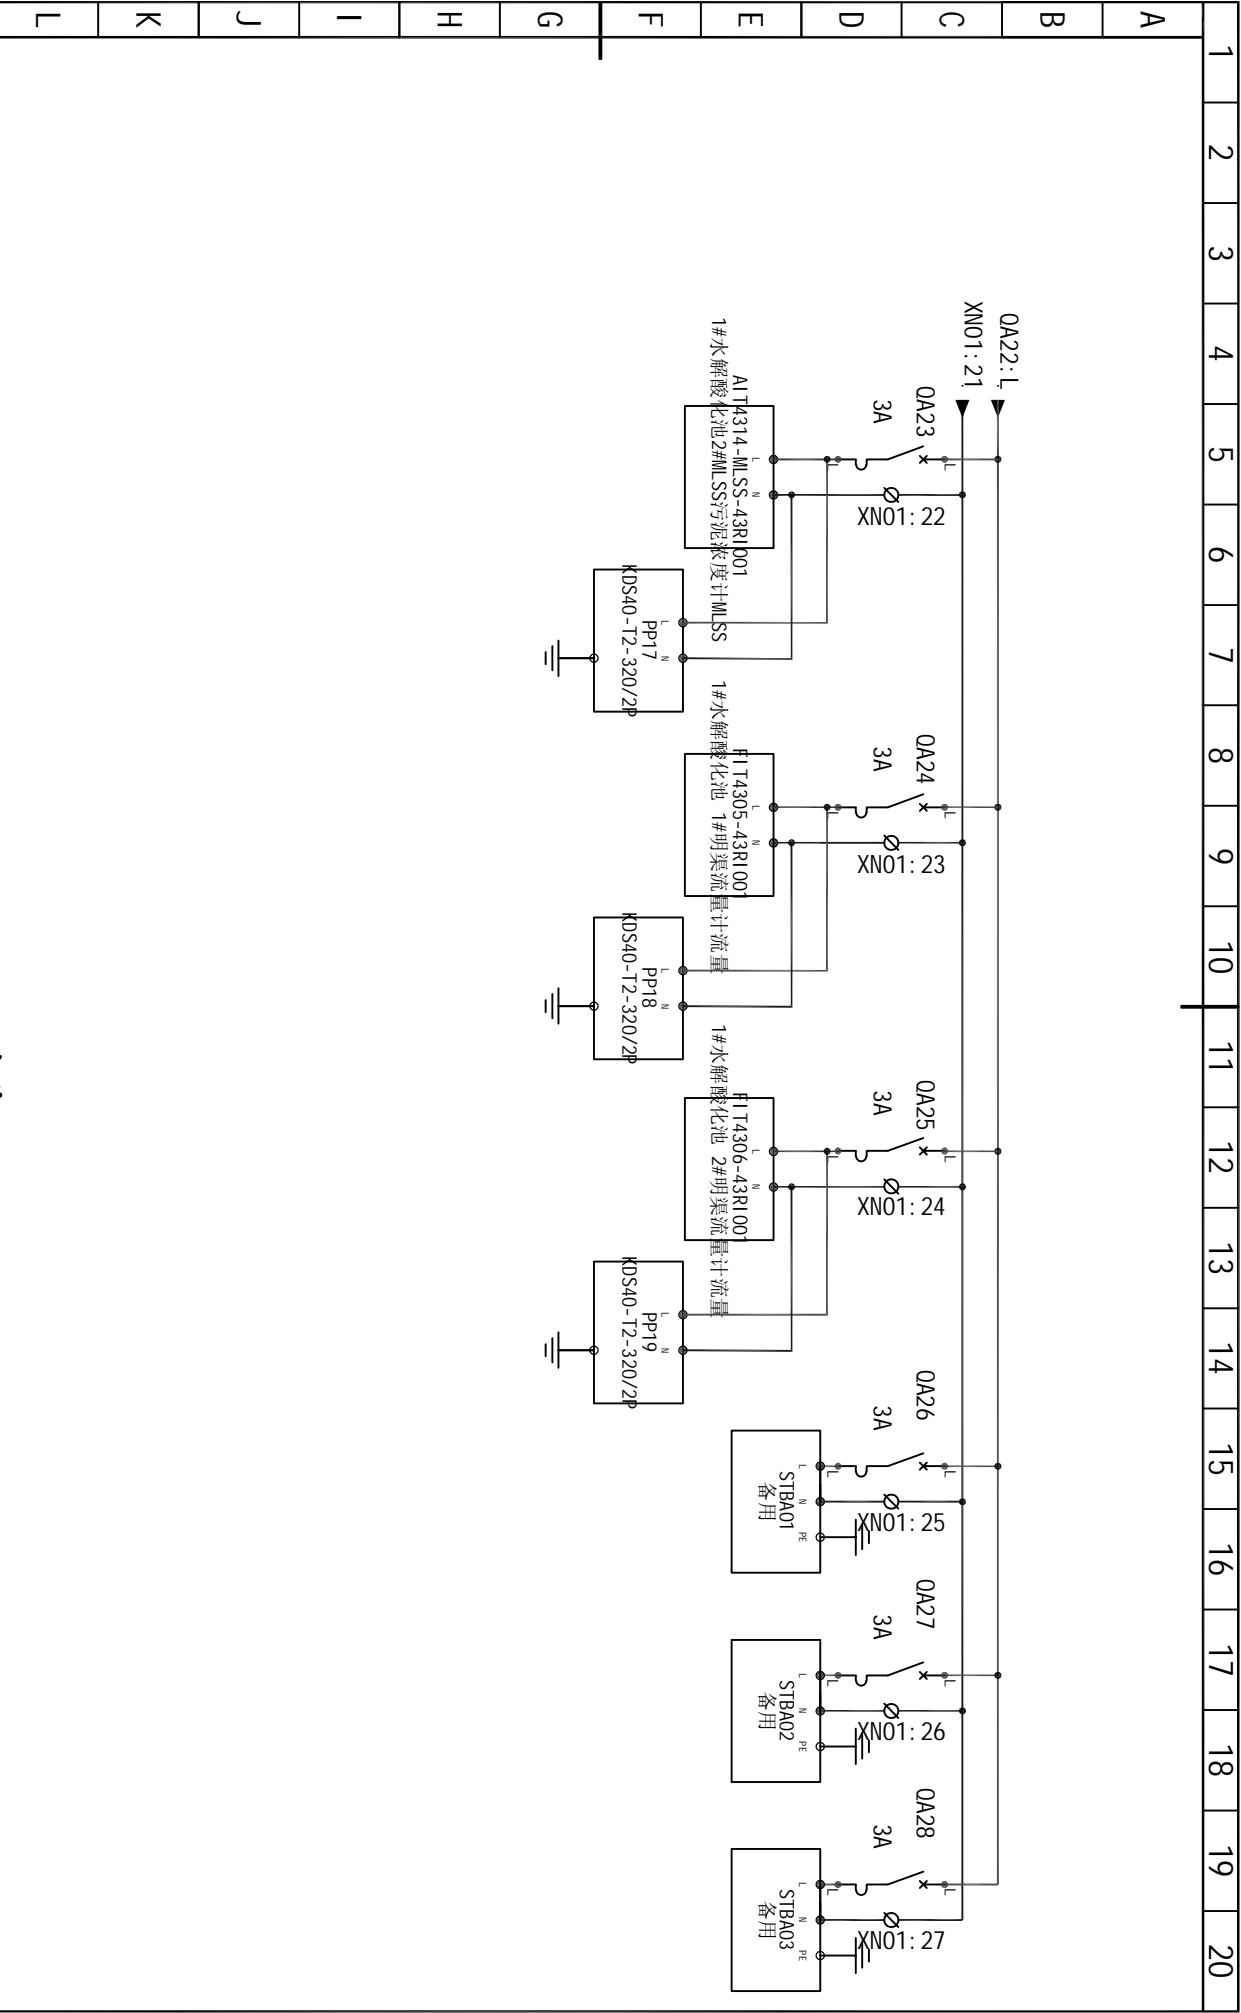 1
2
3
4
5
6
7
8
9
10
11
12
13
14
15
16
17
18
19
20
A
B
C
D
E
F
G
H
I
J
K
L
QA22:L
XN01:21
QA23
3A
L
L
XN01:22
AIT4314-MLSS-43RI001
1#水解酸化池2#MLSS污泥浓度计MLSS
L
N
PP17
KDS40-T2-320/2P
L
N
QA24
3A
L
L
XN01:23
FIT4305-43RI001
1#水解酸化池 1#明渠流量计流量
L
N
PP18
KDS40-T2-320/2P
L
N
QA25
3A
L
L
XN01:24
FIT4306-43RI001
1#水解酸化池 2#明渠流量计流量
L
N
PP19
KDS40-T2-320/2P
L
N
QA26
3A
L
L
XN01:25
L
N
PE
STBA01
备用
QA27
3A
L
L
XN01:26
L
N
PE
STBA02
备用
QA28
3A
L
L
XN01:27
L
N
PE
STBA03
备用